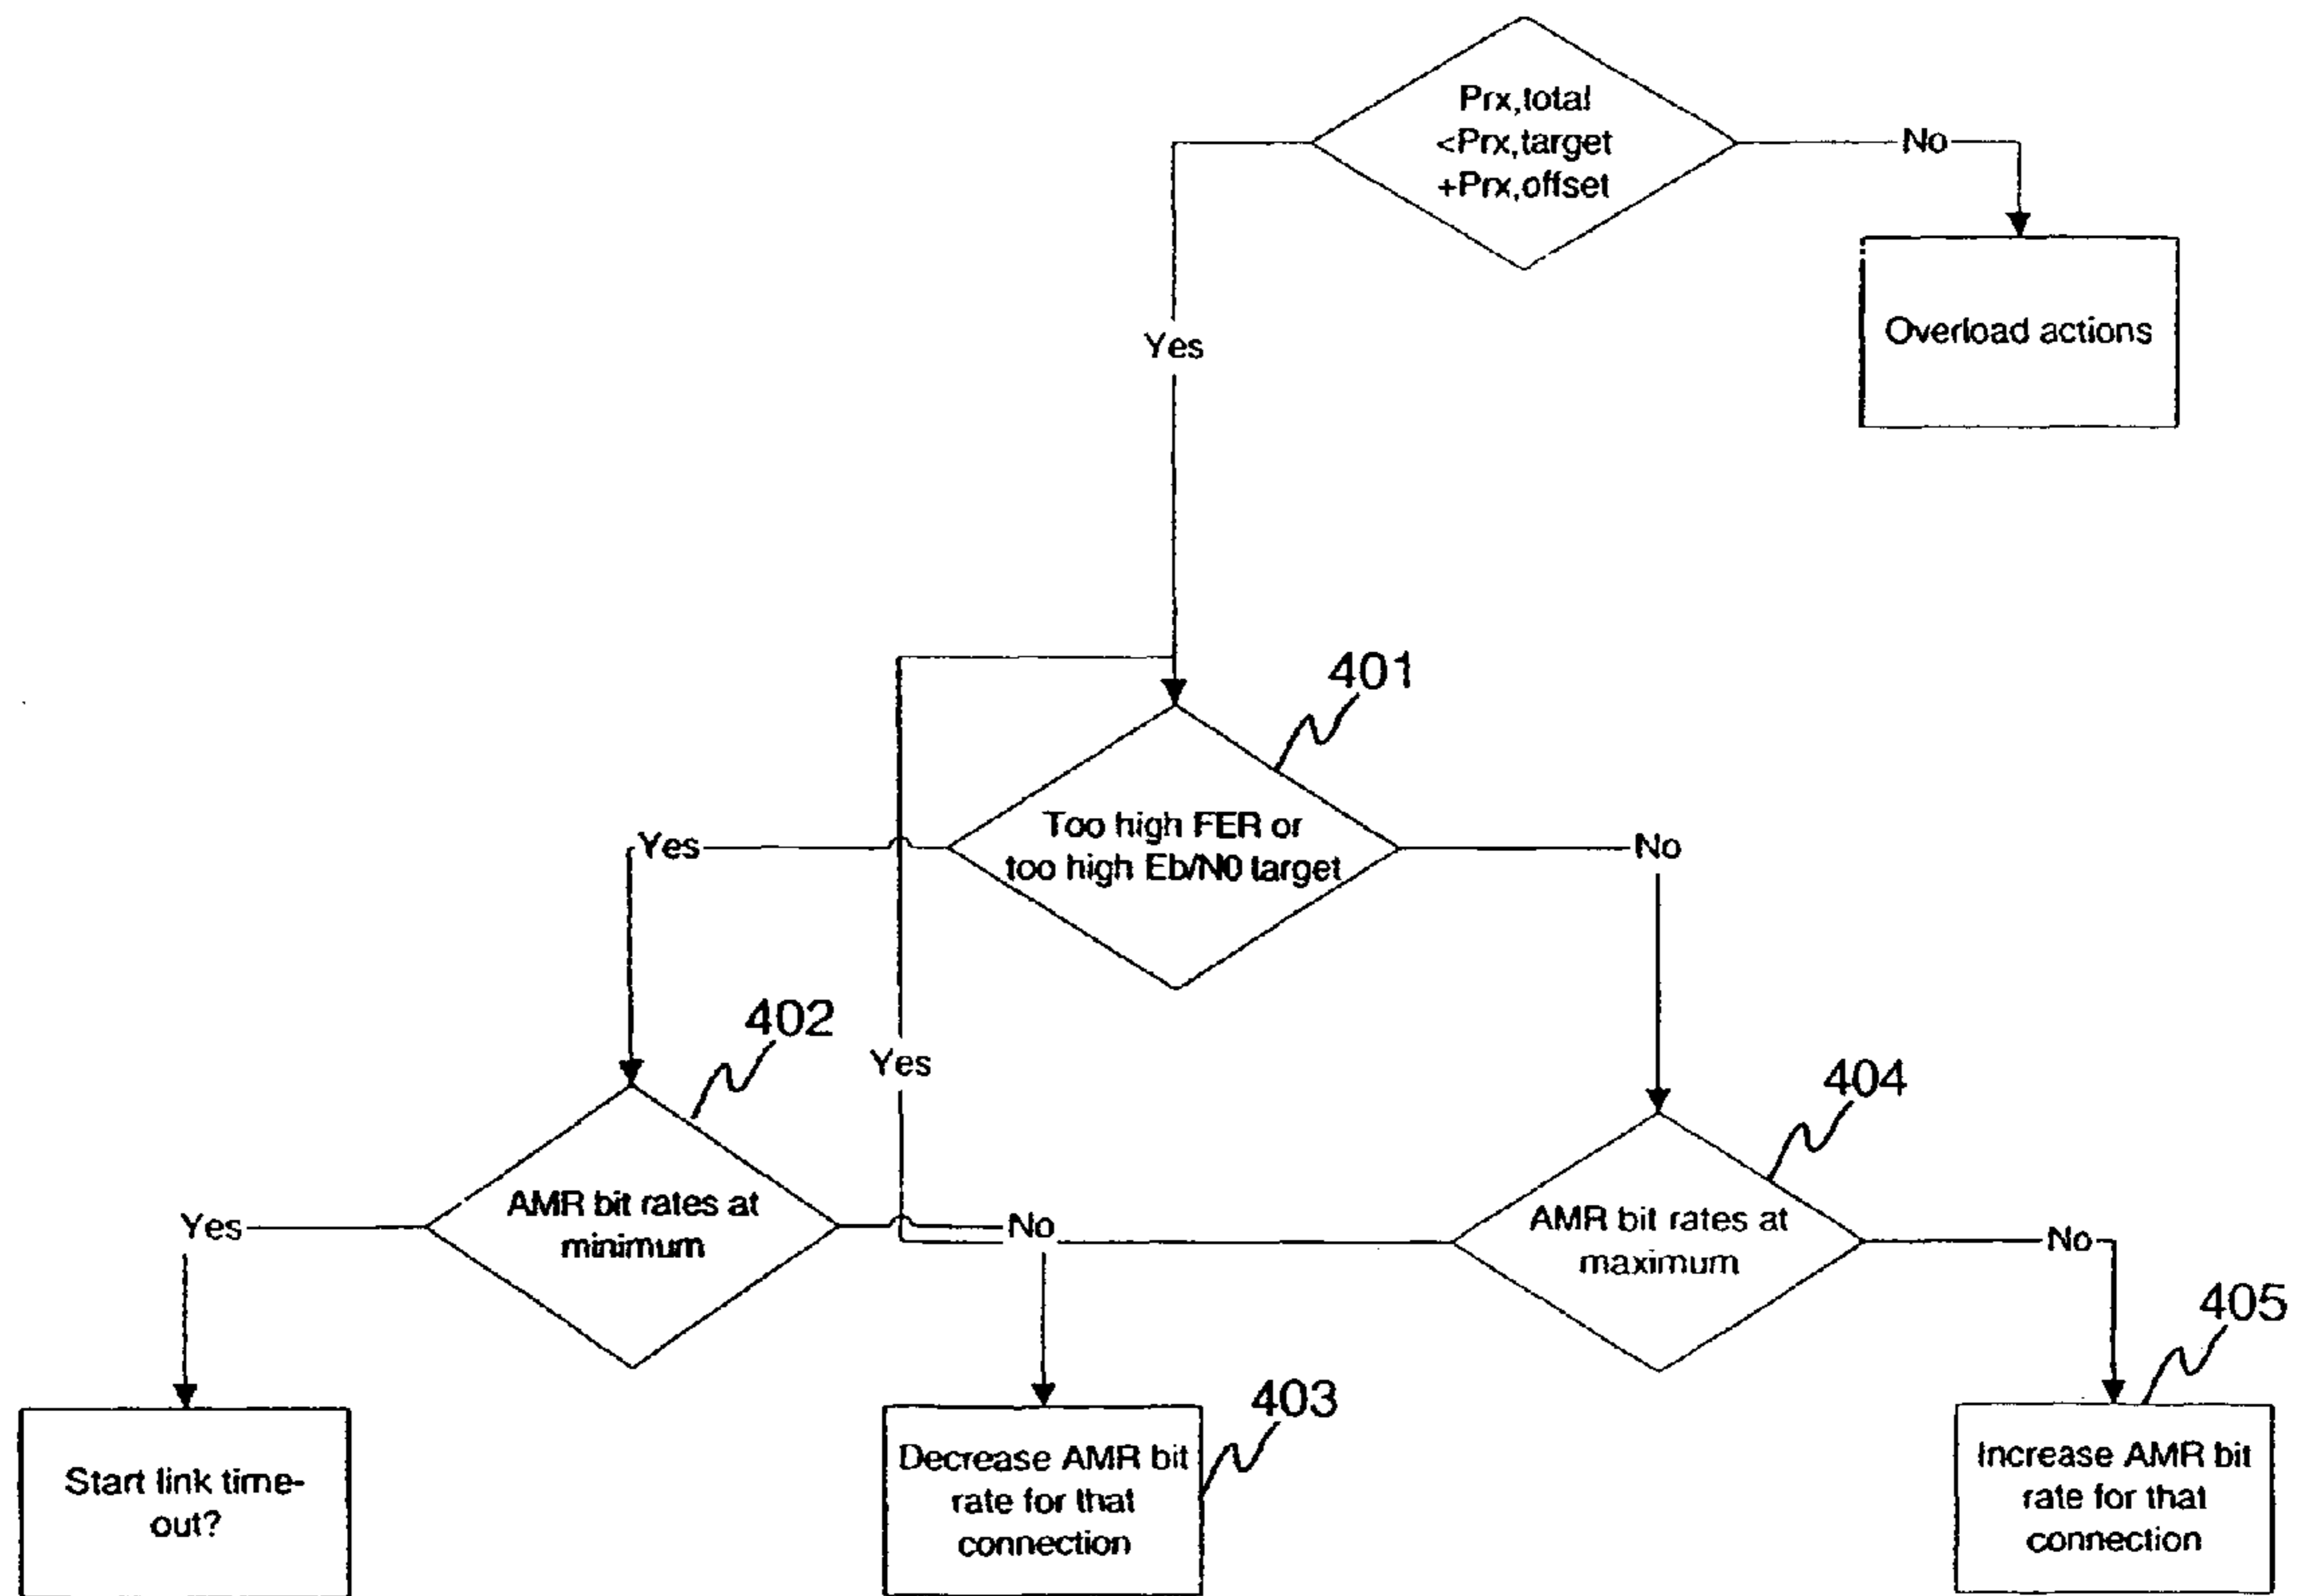 Prx,total
<Prx,target
+Prx,offset
No
Overload actions
Yes
401
Too high FER or
too high Eb/N0 target
Yes
No
402
Yes
404
AMR bit rates at
minimum
Yes
No
AMR bit rates at
maximum
No
405
403
Start link time-
out?
Decrease AMR bit
rate for that
connection
Increase AMR bit
rate for that
connection